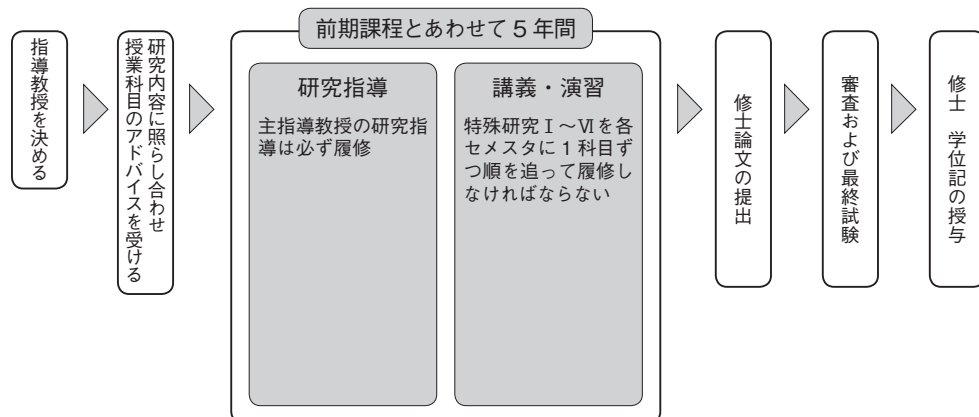 指導教授を決める
研究内容に照らし合わせ
授業科目のアドバイスを受ける
前期課程とあわせて5年間
研究指導
主指導教授の研究指
導は必ず履修
講義・演習
特殊研究Ⅰ～Ⅵを各
セメスタに1科目ず
つ順を追って履修し
なければならない
修士論文の提出
審査および最終試験
修士 学位記の授与